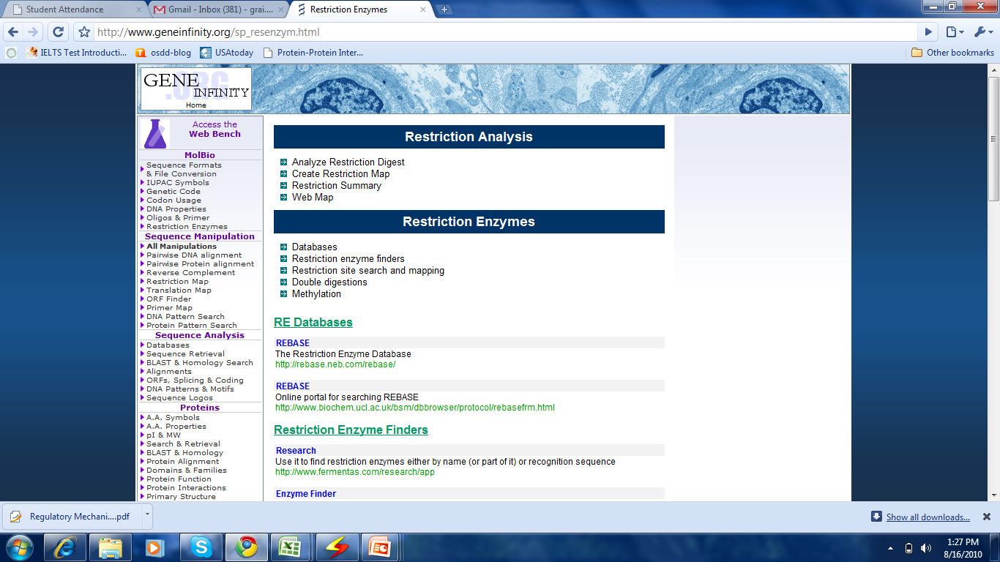 Student Attendance
Gmail - Inbox (381) - grai....
Restriction Enzymes
http://www.geneinfinity.org/sp_resenzym.html
IELTS Test Introducti...
osdd-blog
USAtoday
Protein-Protein Inter...
Other bookmarks
GENE
.ORG
INFINITY
Home
Access the
Web Bench
MolBio
Sequence Formats
& File Conversion
IUPAC Symbols
Genetic Code
Codon Usage
DNA Properties
Oligos & Primer
Restriction Enzymes
Sequence Manipulation
All Manipulations
Pairwise DNA alignment
Pairwise Protein alignment
Reverse Complement
Restriction Map
Translation Map
ORF Finder
Primer Map
DNA Pattern Search
Protein Pattern Search
Sequence Analysis
Databases
Sequence Retrieval
BLAST & Homology Search
Alignments
ORFs, Splicing & Coding
DNA Patterns & Motifs
Sequence Logos
Proteins
A.A. Symbols
A.A. Properties
pI & MW
Search & Retrieval
BLAST & Homology
Protein Alignment
Domains & Families
Protein Function
Protein Interactions
Primary Structure
Restriction Analysis
Analyze Restriction Digest
Create Restriction Map
Restriction Summary
Web Map
Restriction Enzymes
Databases
Restriction enzyme finders
Restriction site search and mapping
Double digestions
Methylation
RE Databases
REBASE
The Restriction Enzyme Database
http://rebase.neb.com/rebase/
REBASE
Online portal for searching REBASE
http://www.biochem.ucl.ac.uk/bsm/dbbrowser/protocol/rebasefrm.html
Restriction Enzyme Finders
Research
Use it to find restriction enzymes either by name (or part of it) or recognition sequence
http://www.fermentas.com/research/app
Enzyme Finder
Regulatory Mechani....pdf
Show all downloads...
1:27 PM
8/16/2010